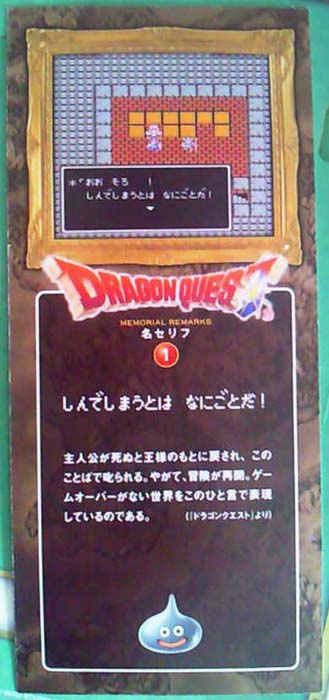 *「おお そろ !
しんでしまうとは なにごとだ!
DRAGON QUEST
MEMORIAL REMARKS
名セリフ
1
しんでしまうとは なにごとだ!
主人公が死ぬと王様のもとに戻され、この
ことばで叱られる。やがて、冒険が再開。ゲー
ムオーバーがない世界をこのひと言で表現
しているのである。 (『ドラゴンクエスト』より)